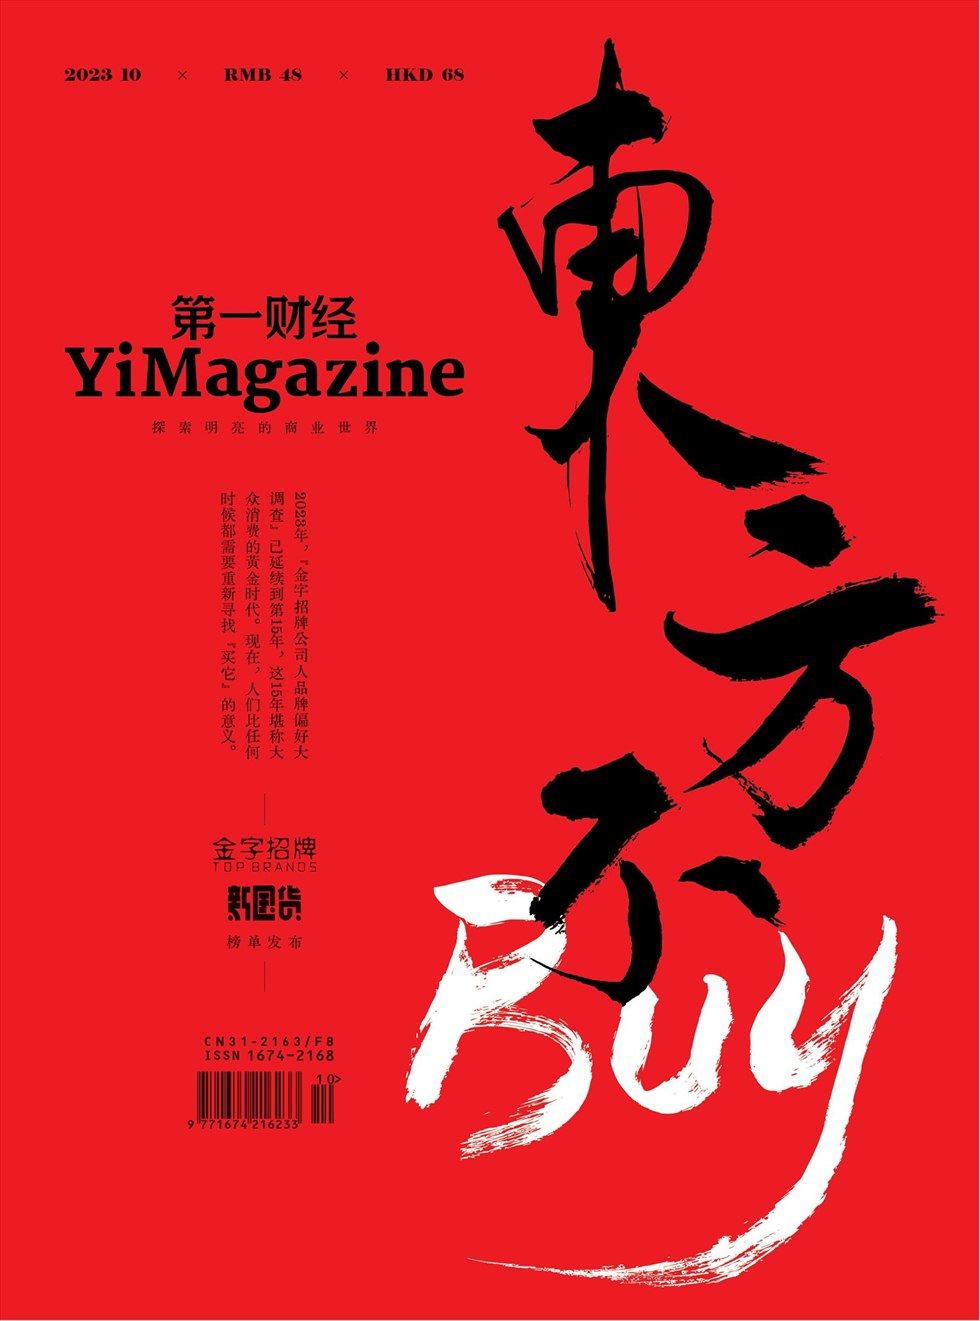 2023 10 × RMB 48 × HKD 68
第一财经
YiMagazine
探索明亮的商业世界
2023年，『金字招牌公司人品牌偏好大
调查』已延续到第15年，这15年堪称大
众消费的黄金时代。现在，人们比任何
时候都需要重新寻找『买它』的意义。
金字招牌
TOP BRANDS
新国货
榜单发布
CN31-2163/F8
ISSN 1674-2168
10>
9 771674 216233
東
方
不
Buy